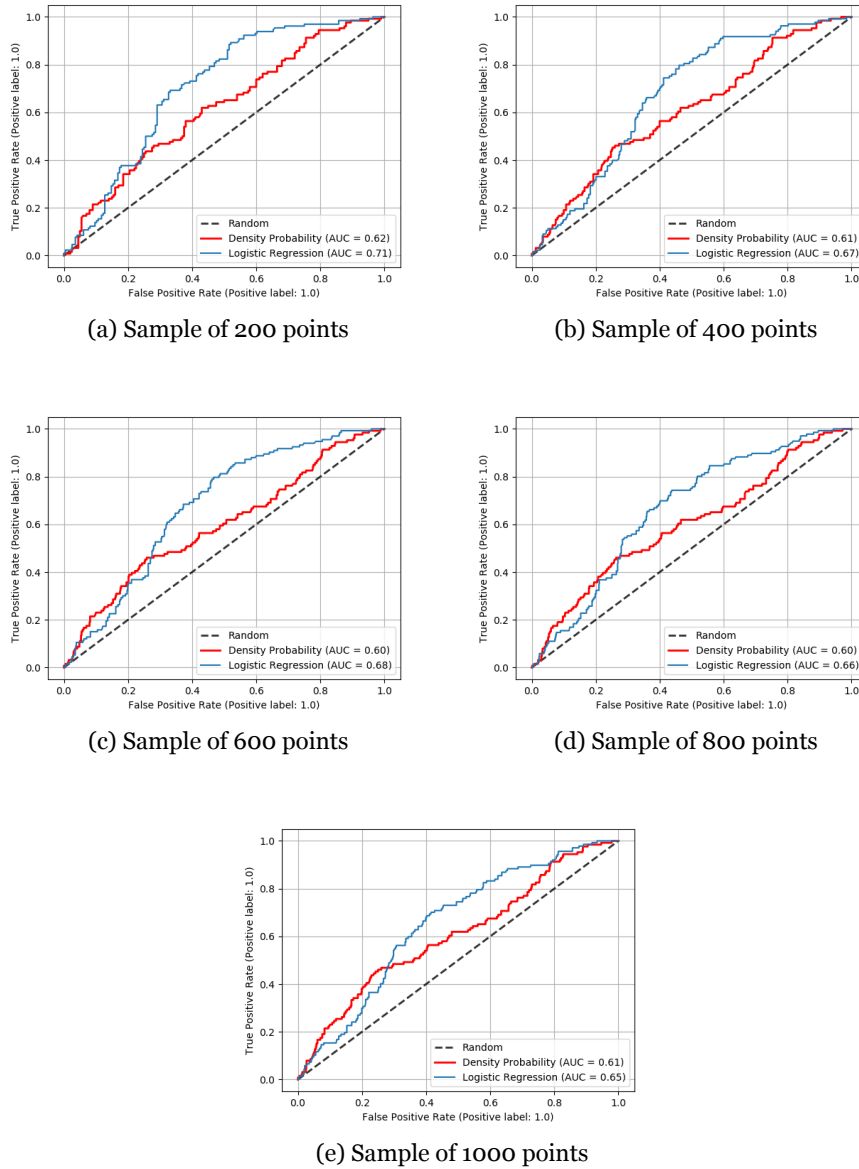 1.0
0.8
0.6
0.4
0.2
0.0
True Positive Rate (Positive label: 1.0)
Random
Density Probability (AUC = 0.62)
Logistic Regression (AUC = 0.71)
0.0 0.2 0.4 0.6 0.8 1.0
False Positive Rate (Positive label: 1.0)
(a) Sample of 200 points
1.0
0.8
0.6
0.4
0.2
0.0
True Positive Rate (Positive label: 1.0)
Random
Density Probability (AUC = 0.61)
Logistic Regression (AUC = 0.67)
0.0 0.2 0.4 0.6 0.8 1.0
False Positive Rate (Positive label: 1.0)
(b) Sample of 400 points
1.0
0.8
0.6
0.4
0.2
0.0
True Positive Rate (Positive label: 1.0)
Random
Density Probability (AUC = 0.60)
Logistic Regression (AUC = 0.68)
0.0 0.2 0.4 0.6 0.8 1.0
False Positive Rate (Positive label: 1.0)
(c) Sample of 600 points
1.0
0.8
0.6
0.4
0.2
0.0
True Positive Rate (Positive label: 1.0)
Random
Density Probability (AUC = 0.60)
Logistic Regression (AUC = 0.66)
0.0 0.2 0.4 0.6 0.8 1.0
False Positive Rate (Positive label: 1.0)
(d) Sample of 800 points
1.0
0.8
0.6
0.4
0.2
0.0
True Positive Rate (Positive label: 1.0)
Random
Density Probability (AUC = 0.61)
Logistic Regression (AUC = 0.65)
0.0 0.2 0.4 0.6 0.8 1.0
False Positive Rate (Positive label: 1.0)
(e) Sample of 1000 points